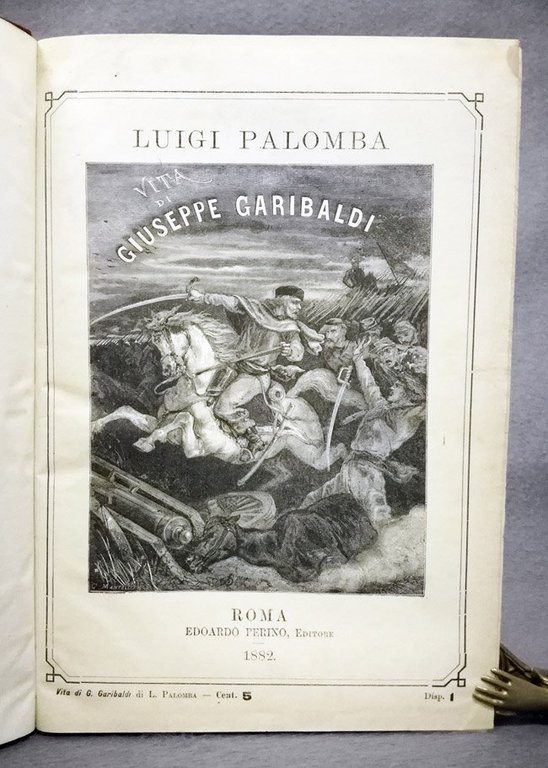 LUIGI PALOMBA
VITA
DI
GIUSEPPE GARIBALDI
ROMA
EDOARDO PERINO, EDITORE
1882.
Vita di G. Garibaldi di L. PALOMBA — Cent. 5 Disp. 1